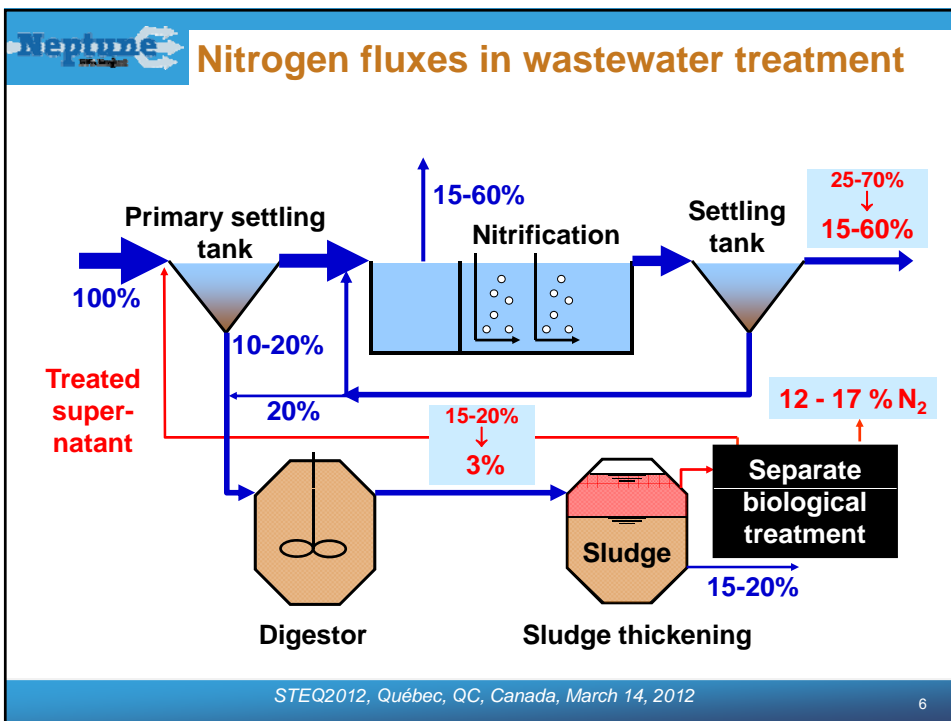 Neptune
Nitrogen fluxes in wastewater treatment
15-60%
25-70%
↓
15-60%
Primary settling
tank
Nitrification
Settling
tank
100%
10-20%
Treated
super-
natant
20%
15-20%
↓
3%
12 - 17 % N₂
Separate
biological
treatment
Sludge
15-20%
Digestor
Sludge thickening
STEQ2012, Québec, QC, Canada, March 14, 2012
6